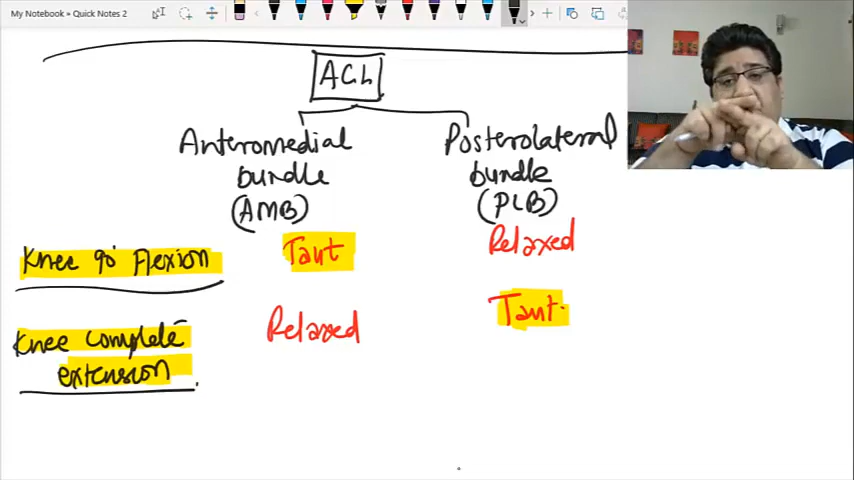 My Notebook » Quick Notes 2
ACL
Anteromedial
bundle
(AMB)
Posterolateral
bundle
(PLB)
Knee 90° Flexion
Taut
Relaxed
Knee complete
extension
Relaxed
Taut.